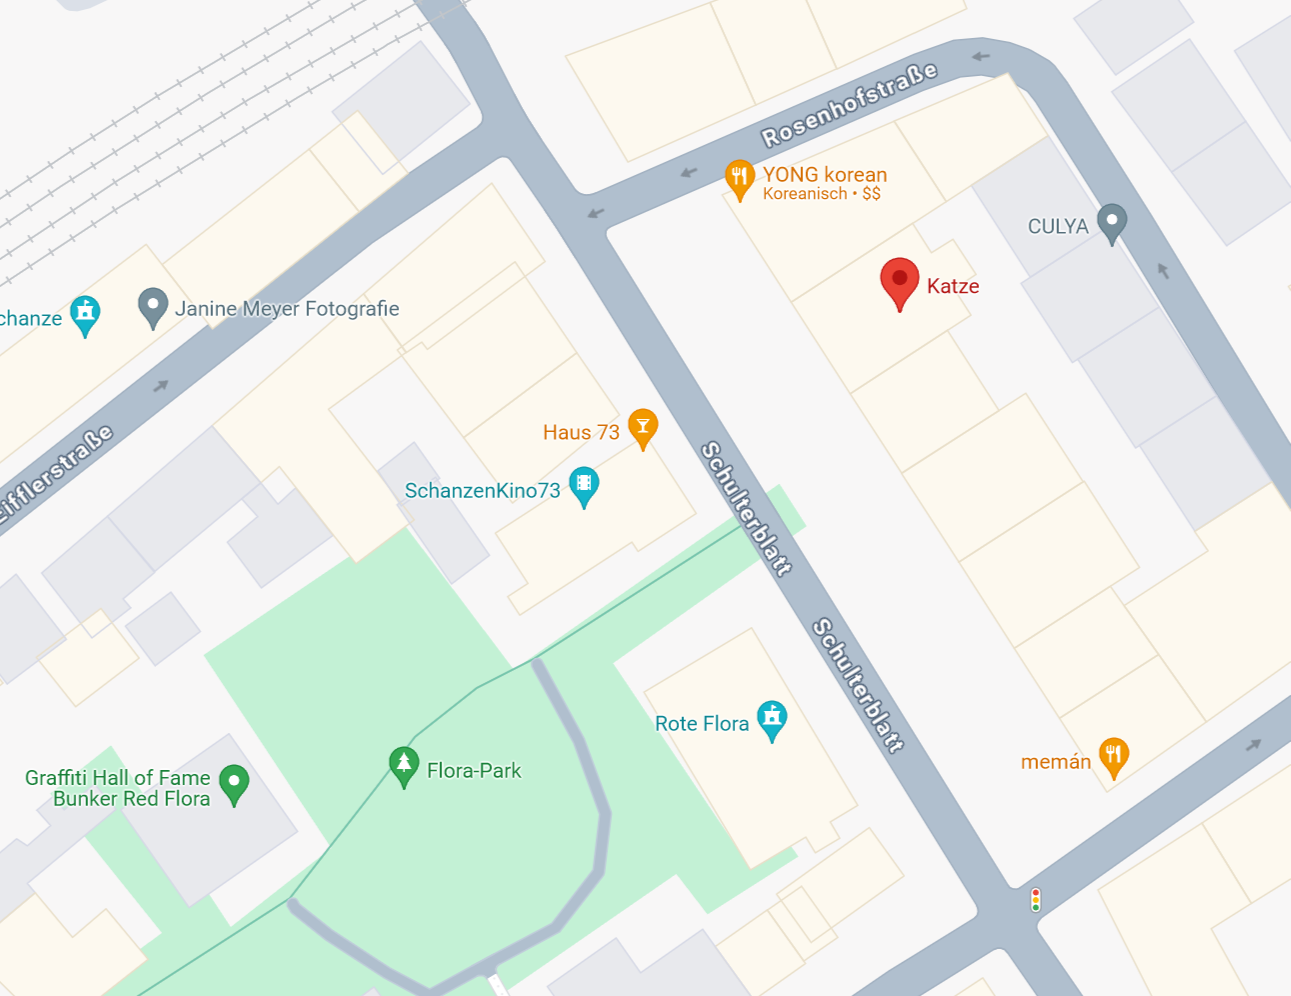 Rosenhofstraße
YONG korean
Koreanisch • $$
CULYA
Katze
chanze
Janine Meyer Fotografie
Eifflerstraße
Haus 73
SchanzenKino73
Schulterblatt
Schulterblatt
Rote Flora
memán
Flora-Park
Graffiti Hall of Fame
Bunker Red Flora